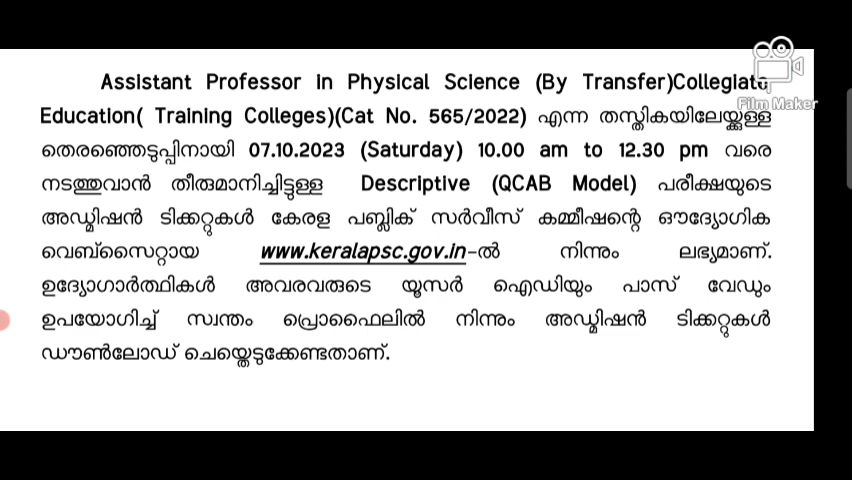 Assistant Professor in Physical Science (By Transfer)Collegiate
Education( Training Colleges)(Cat No. 565/2022) എന്ന തസ്തികയിലേയ്ക്കുള്ള
തെരഞ്ഞെടുപ്പിനായി 07.10.2023 (Saturday) 10.00 am to 12.30 pm വരെ
നടത്തുവാൻ തീരുമാനിച്ചിട്ടുള്ള Descriptive (QCAB Model) പരീക്ഷയുടെ
അഡ്മിഷൻ ടിക്കറ്റുകൾ കേരള പബ്ലിക് സർവീസ് കമ്മീഷന്റെ ഔദ്യോഗിക
വെബ്സൈറ്റായ www.keralapsc.gov.in-ൽ നിന്നും ലഭ്യമാണ്.
ഉദ്യോഗാർത്ഥികൾ അവരവരുടെ യൂസർ ഐഡിയും പാസ് വേഡും
ഉപയോഗിച്ച് സ്വന്തം പ്രൊഫൈലിൽ നിന്നും അഡ്മിഷൻ ടിക്കറ്റുകൾ
ഡൗൺലോഡ് ചെയ്തെടുക്കേണ്ടതാണ്.
Film Maker